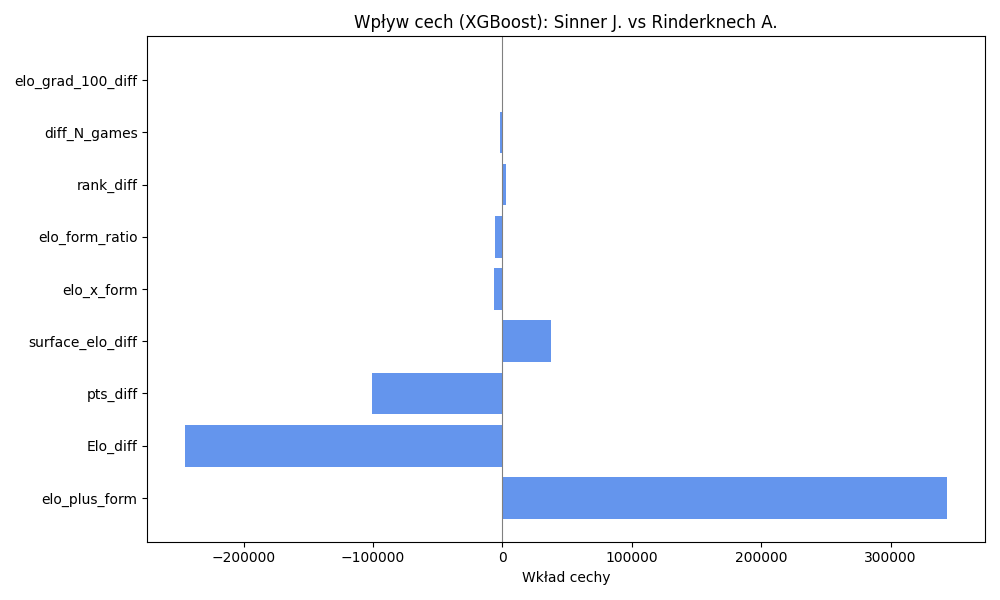 Wpływ cech (XGBoost): Sinner J. vs Rinderknech A.
elo_grad_100_diff
diff_N_games
rank_diff
elo_form_ratio
elo_x_form
surface_elo_diff
pts_diff
Elo_diff
elo_plus_form
−200000 −100000 0 100000 200000 300000
Wkład cechy